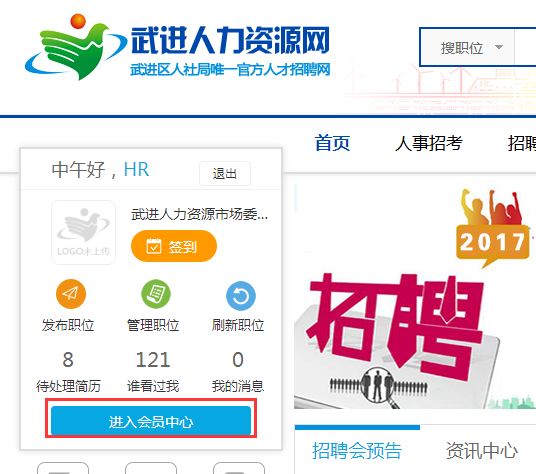 武进人力资源网
武进区人社局唯一官方人才招聘网
搜职位
首页 人事招考 招聘
中午好，HR 退出
武进人力资源市场委...
LOGO未上传
签到
2017
招聘
发布职位 管理职位 刷新职位
8 121 0
待处理简历 谁看过我 我的消息
进入会员中心
招聘会预告 资讯中心